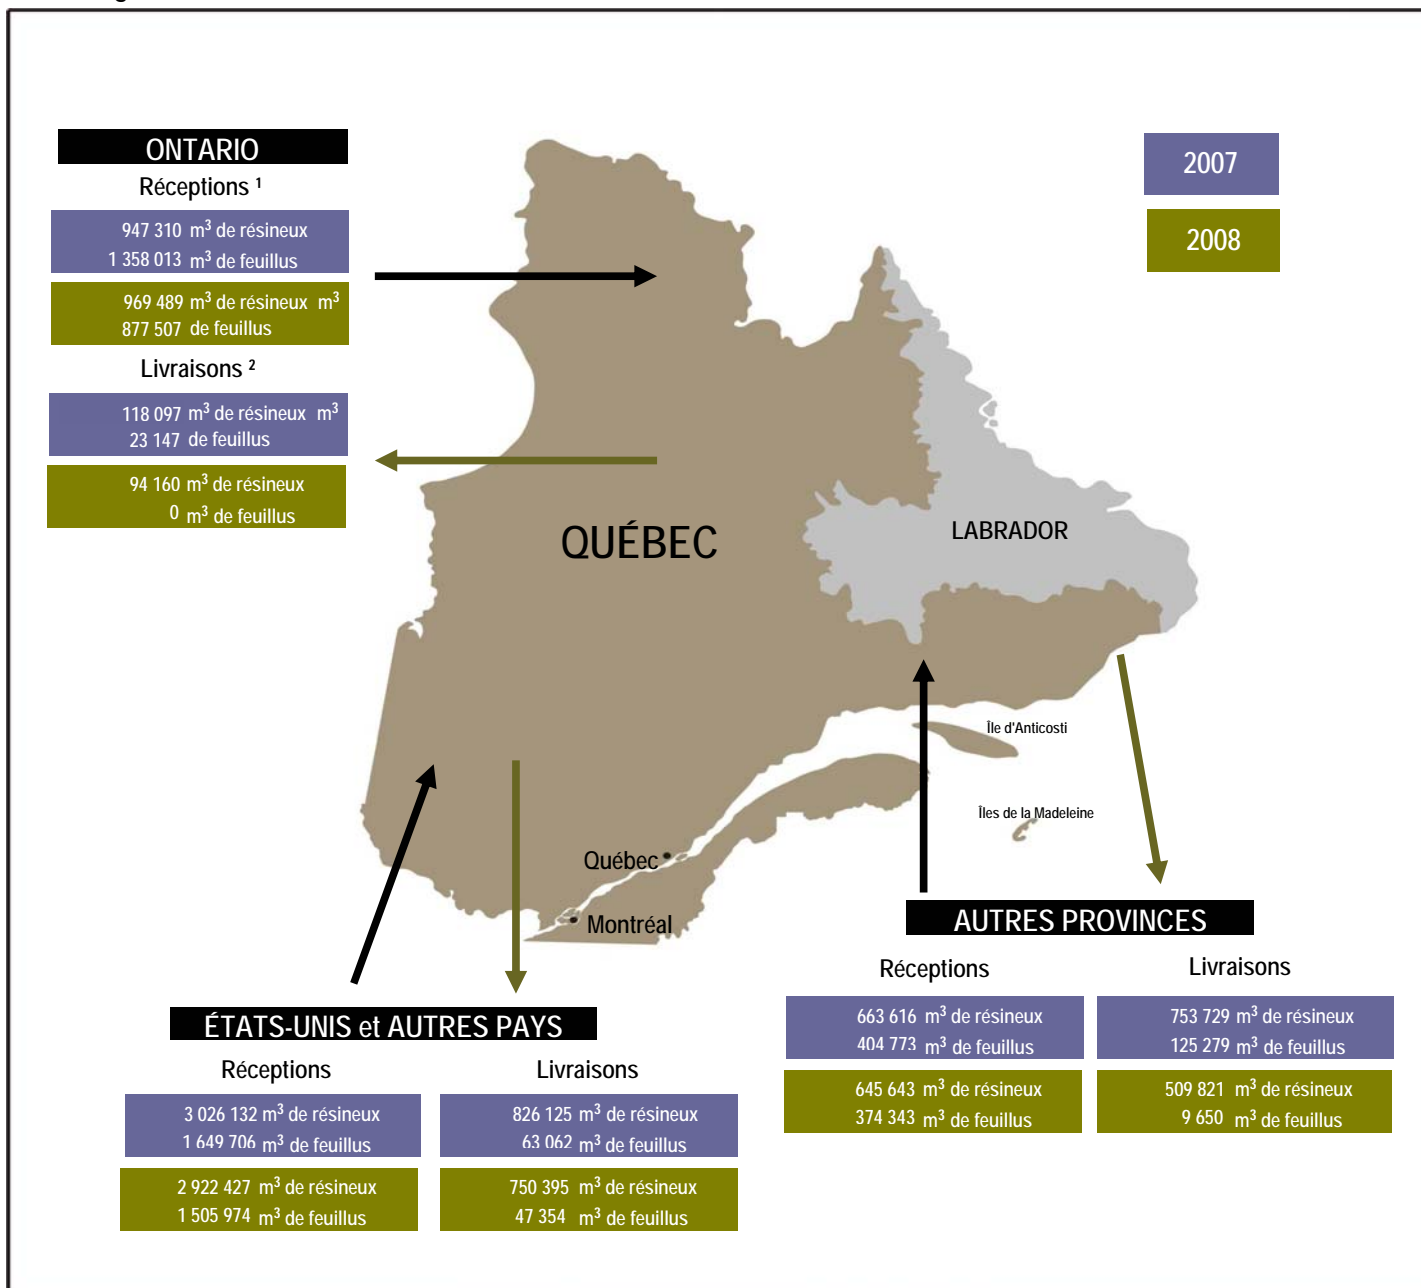 ONTARIO
Réceptions ¹
947 310 m³ de résineux
1 358 013 m³ de feuillus
969 489 m³ de résineux m³
877 507 de feuillus
Livraisons ²
118 097 m³ de résineux m³
23 147 de feuillus
94 160 m³ de résineux
0 m³ de feuillus
2007
2008
QUÉBEC
LABRADOR
Île d'Anticosti
Îles de la Madeleine
Québec
Montréal
AUTRES PROVINCES
Réceptions
663 616 m³ de résineux
404 773 m³ de feuillus
645 643 m³ de résineux
374 343 m³ de feuillus
Livraisons
753 729 m³ de résineux
125 279 m³ de feuillus
509 821 m³ de résineux
9 650 m³ de feuillus
ÉTATS-UNIS et AUTRES PAYS
Réceptions
3 026 132 m³ de résineux
1 649 706 m³ de feuillus
2 922 427 m³ de résineux
1 505 974 m³ de feuillus
Livraisons
826 125 m³ de résineux
63 062 m³ de feuillus
750 395 m³ de résineux
47 354 m³ de feuillus